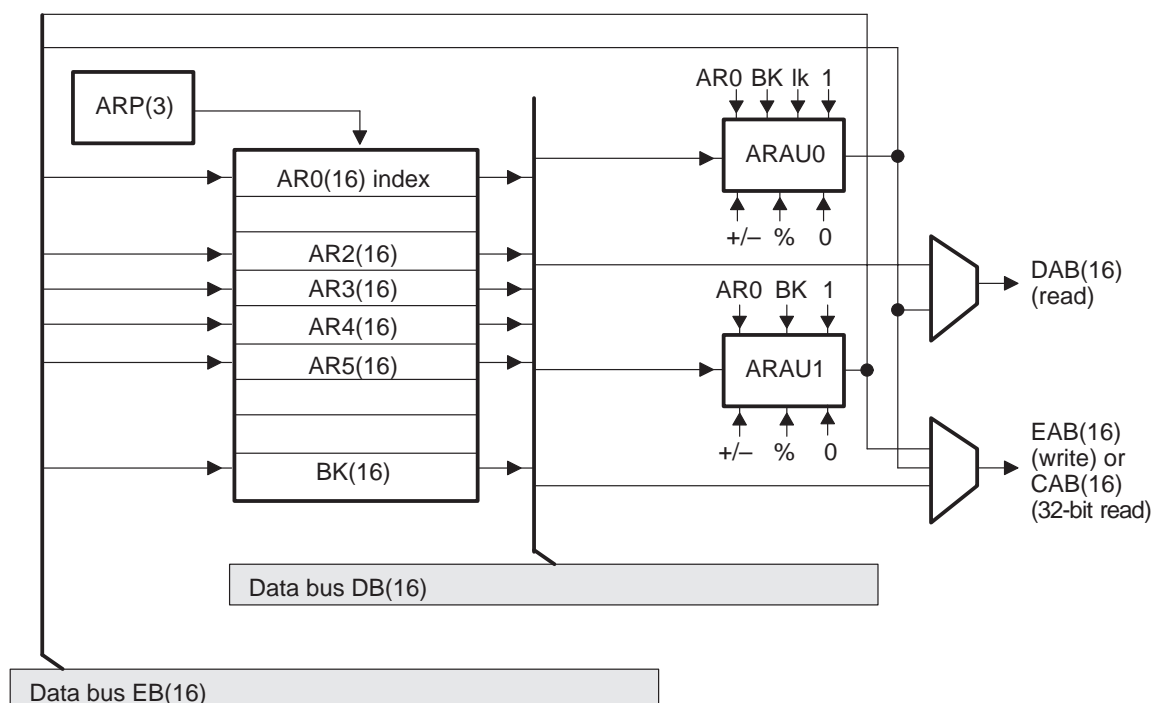 AR0 BK lk 1
ARP(3)
ARAU0
AR0(16) index
+/– % 0
AR2(16)
DAB(16)
(read)
AR3(16)
AR0 BK 1
AR4(16)
AR5(16)
ARAU1
EAB(16)
(write) or
CAB(16)
(32-bit read)
+/– % 0
BK(16)
Data bus DB(16)
Data bus EB(16)